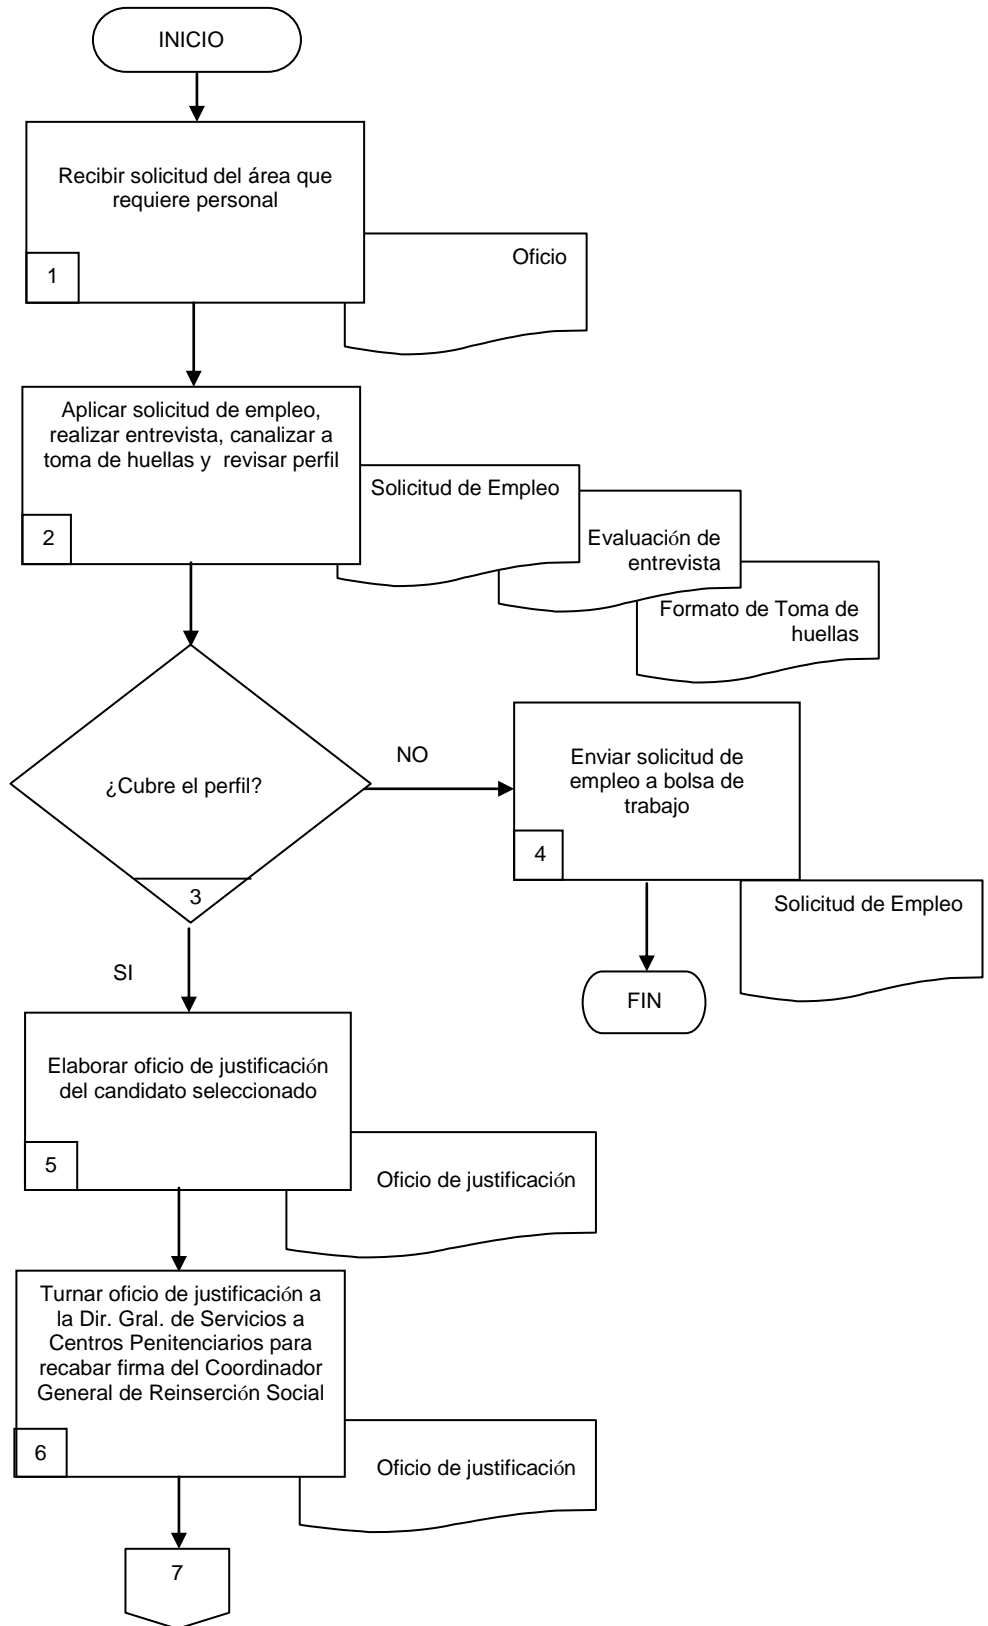 INICIO
Recibir solicitud del área que
requiere personal
1
Oficio
Aplicar solicitud de empleo,
realizar entrevista, canalizar a
toma de huellas y revisar perfil
2
Solicitud de Empleo
Evaluación de
entrevista
Formato de Toma de
huellas
¿Cubre el perfil?
3
NO
Enviar solicitud de
empleo a bolsa de
trabajo
4
Solicitud de Empleo
FIN
SI
Elaborar oficio de justificación
del candidato seleccionado
5
Oficio de justificación
Turnar oficio de justificación a
la Dir. Gral. de Servicios a
Centros Penitenciarios para
recabar firma del Coordinador
General de Reinserción Social
6
Oficio de justificación
7